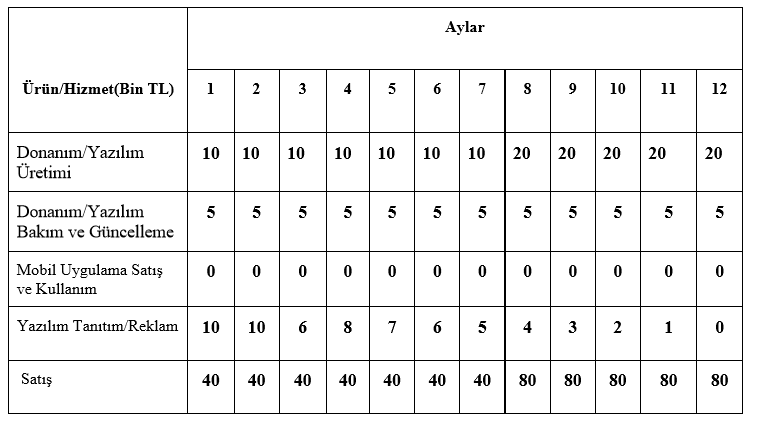 Aylar
Ürün/Hizmet(Bin TL) 1 2 3 4 5 6 7 8 9 10 11 12
Donanım/Yazılım
Üretimi 10 10 10 10 10 10 10 20 20 20 20 20
Donanım/Yazılım
Bakım ve Güncelleme 5 5 5 5 5 5 5 5 5 5 5 5
Mobil Uygulama Satış
ve Kullanım 0 0 0 0 0 0 0 0 0 0 0 0
Yazılım Tanıtım/Reklam 10 10 6 8 7 6 5 4 3 2 1 0
Satış 40 40 40 40 40 40 40 80 80 80 80 80